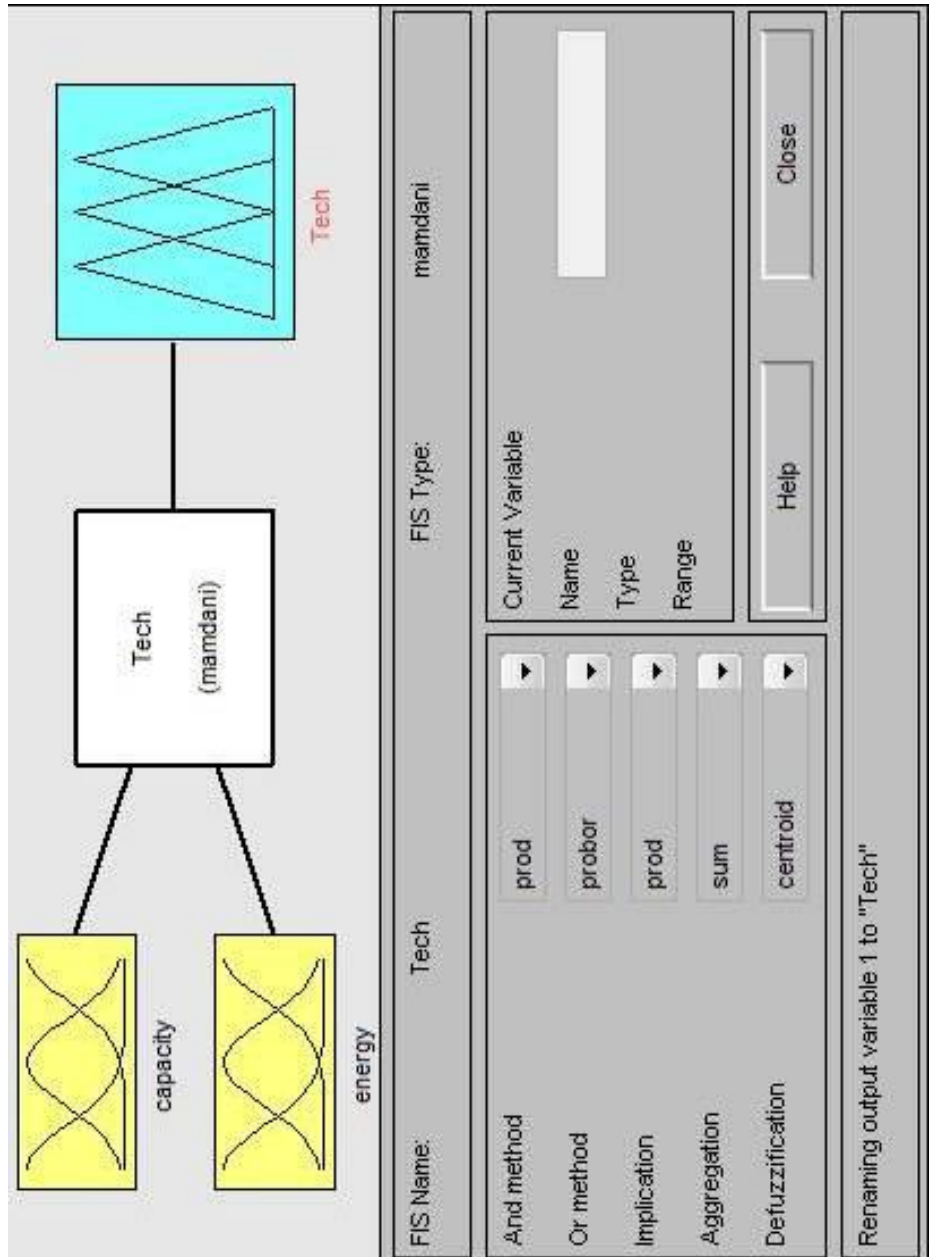 capacity
energy
Tech
(mamdani)
Tech
FIS Name: Tech FIS Type: mamdani
And method prod
Or method probor
Implication prod
Aggregation sum
Defuzzification centroid
Current Variable
Name
Type
Range
Help Close
Renaming output variable 1 to "Tech"